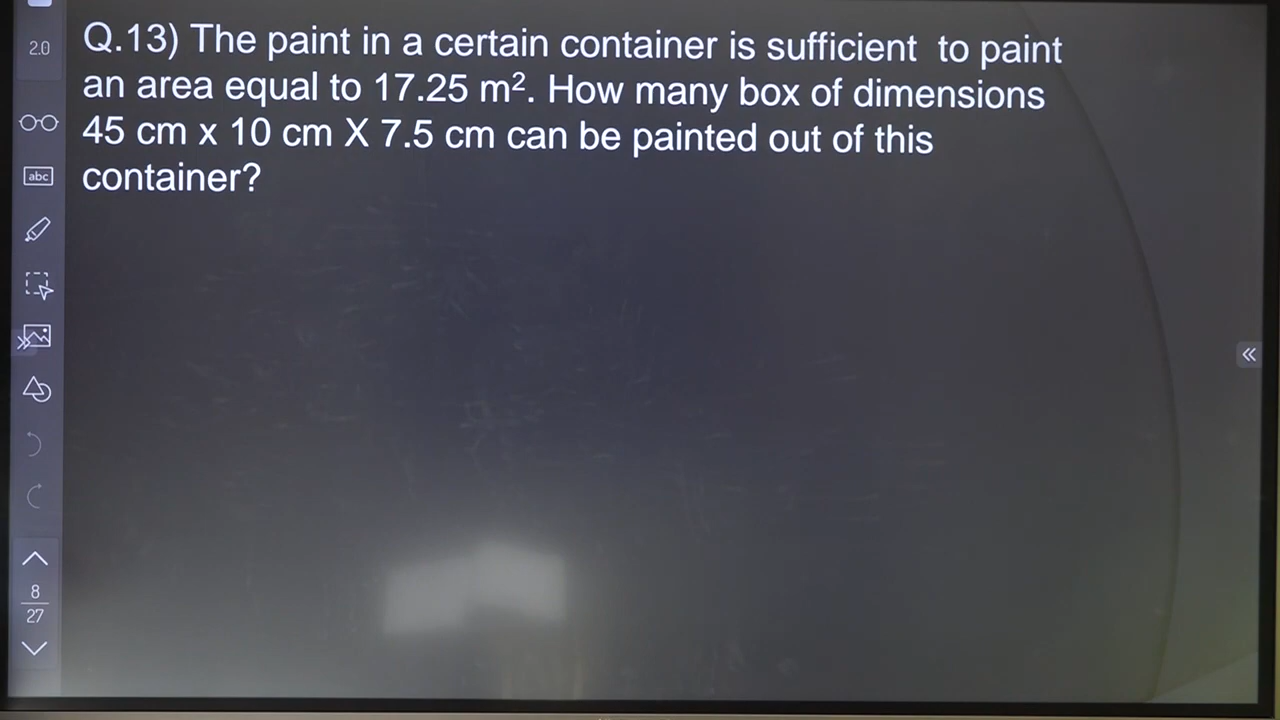 2.0
Q.13) The paint in a certain container is sufficient to paint
an area equal to 17.25 m². How many box of dimensions
45 cm x 10 cm X 7.5 cm can be painted out of this
container?
abc
8
27